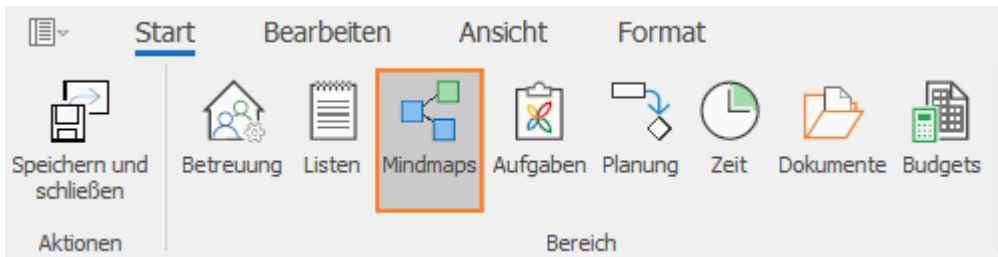 Start Bearbeiten Ansicht Format
Speichern und
schließen
Betreuung Listen Mindmaps Aufgaben Planung Zeit Dokumente Budgets
Aktionen Bereich